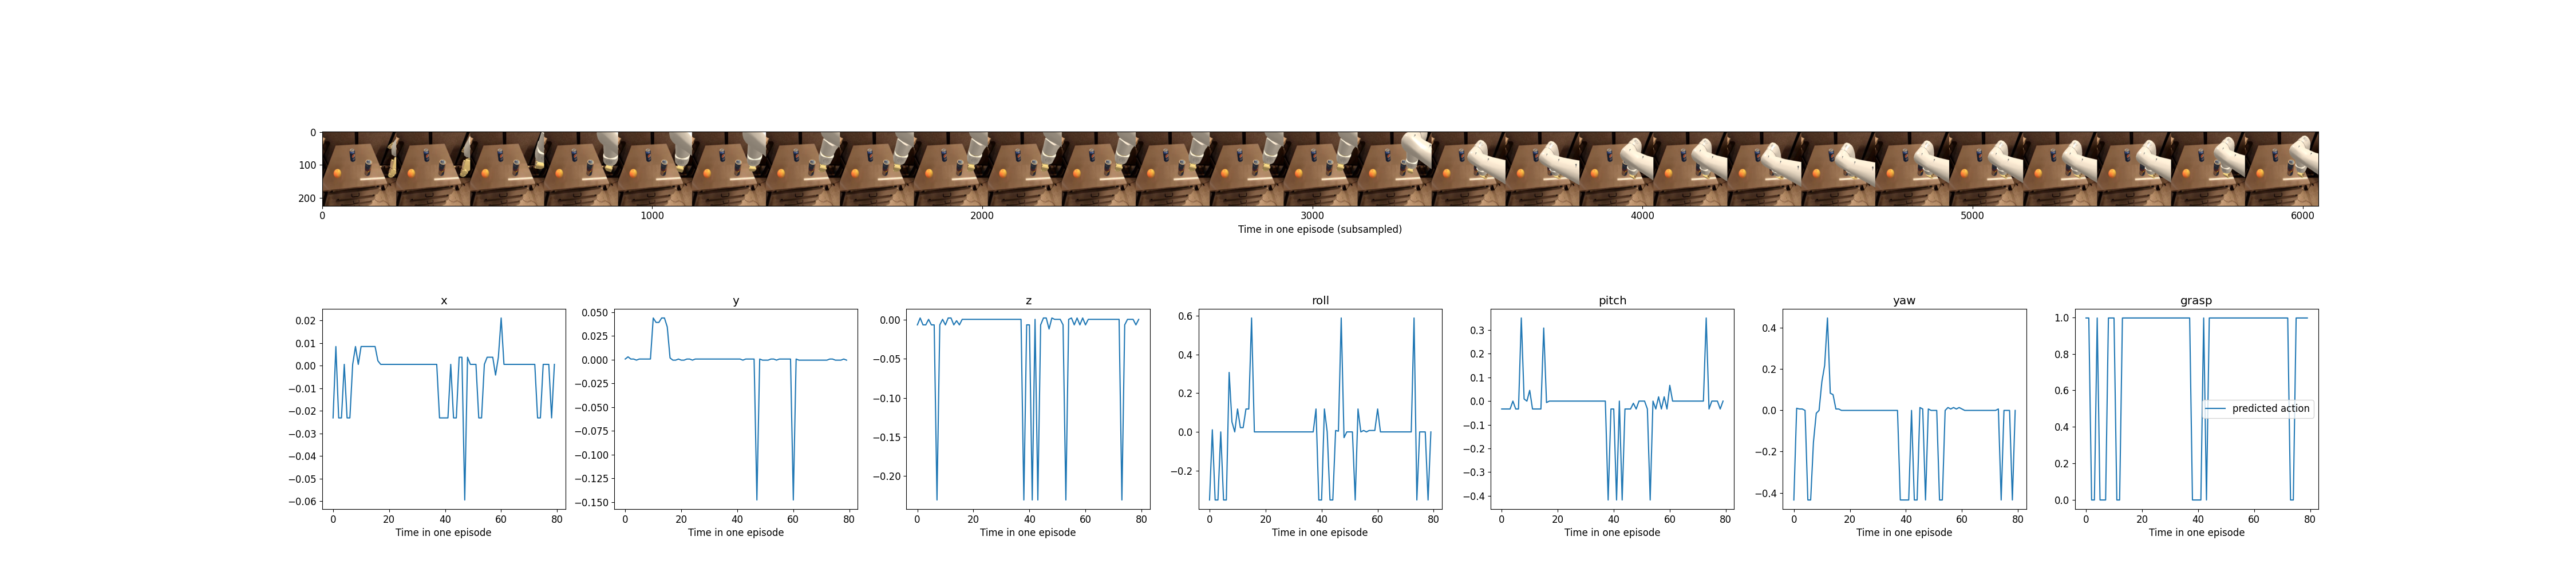 0
100
200
0 1000 2000 3000 4000 5000 6000
Time in one episode (subsampled)
x y z roll pitch yaw grasp
0.02
0.01
0.00
−0.01
−0.02
−0.03
−0.04
−0.05
−0.06
0 20 40 60 80
Time in one episode
0.050
0.025
0.000
−0.025
−0.050
−0.075
−0.100
−0.125
−0.150
0 20 40 60 80
Time in one episode
0.00
−0.05
−0.10
−0.15
−0.20
0 20 40 60 80
Time in one episode
0.6
0.4
0.2
0.0
−0.2
0 20 40 60 80
Time in one episode
0.3
0.2
0.1
0.0
−0.1
−0.2
−0.3
−0.4
0 20 40 60 80
Time in one episode
0.4
0.2
0.0
−0.2
−0.4
0 20 40 60 80
Time in one episode
1.0
0.8
0.6
0.4
0.2
0.0
predicted action
0 20 40 60 80
Time in one episode